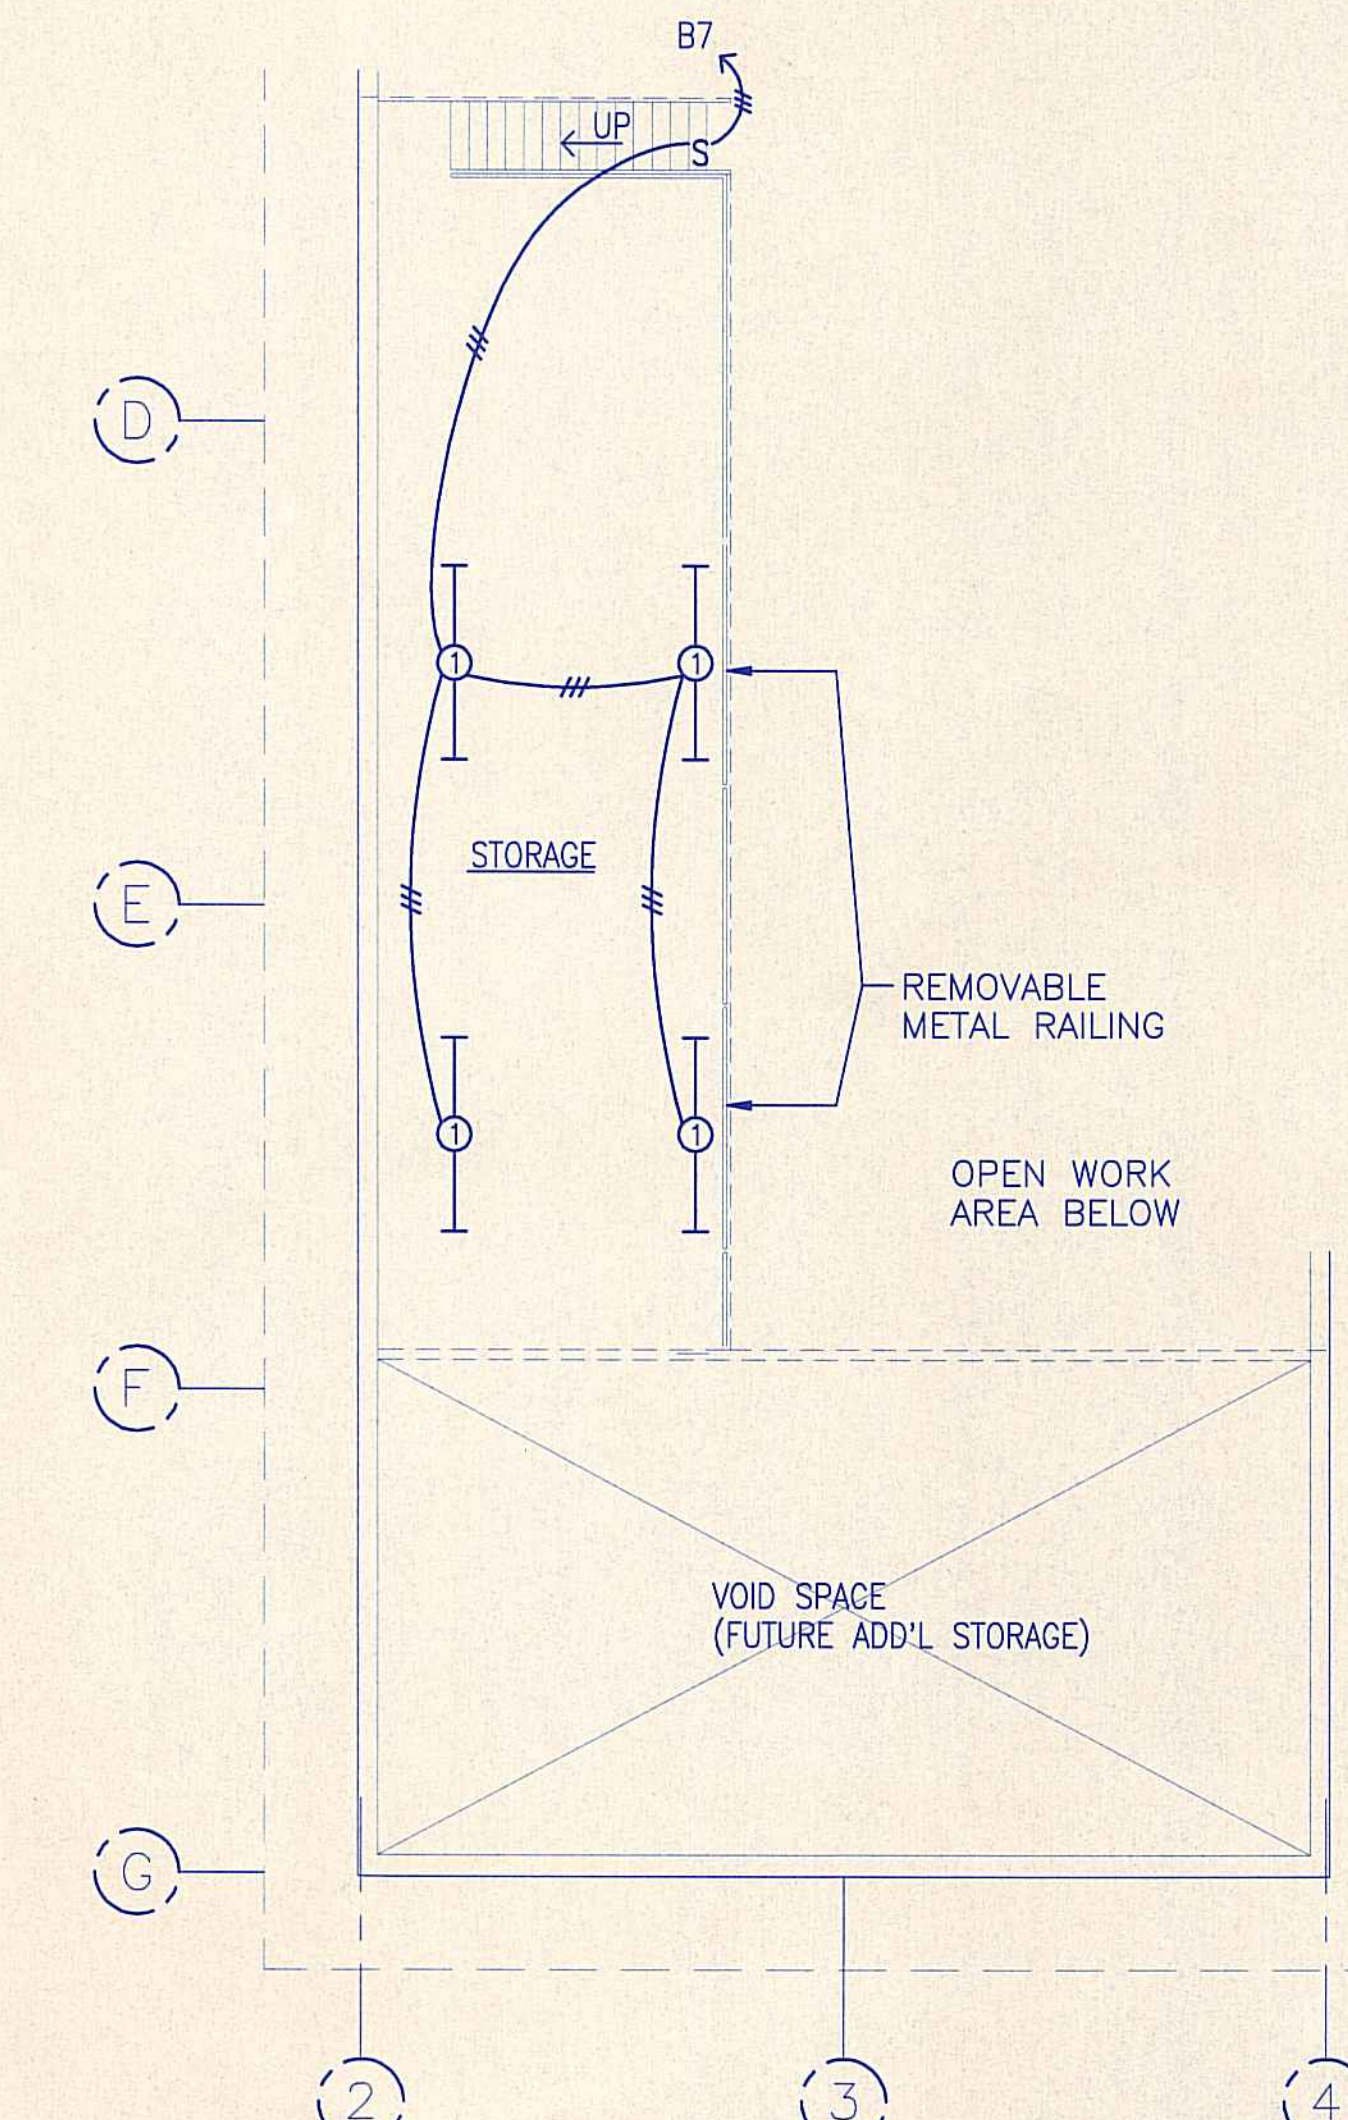 B7
UP
S
D
1
1
STORAGE
E
REMOVABLE
METAL RAILING
1
1
OPEN WORK
AREA BELOW
F
VOID SPACE
(FUTURE ADD'L STORAGE)
G
2
3
4